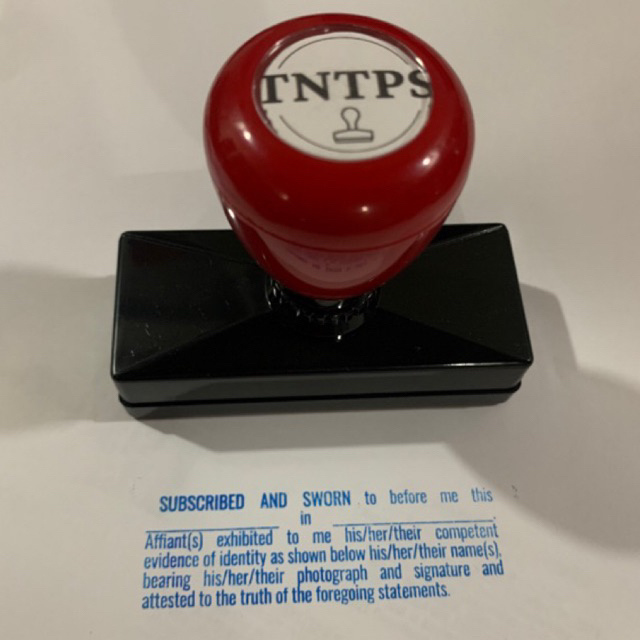 TNTPS
SUBSCRIBED AND SWORN to before me this
____________ in ____________.
Affiant(s) exhibited to me his/her/their competent
evidence of identity as shown below his/her/their name(s),
bearing his/her/their photograph and signature and
attested to the truth of the foregoing statements.